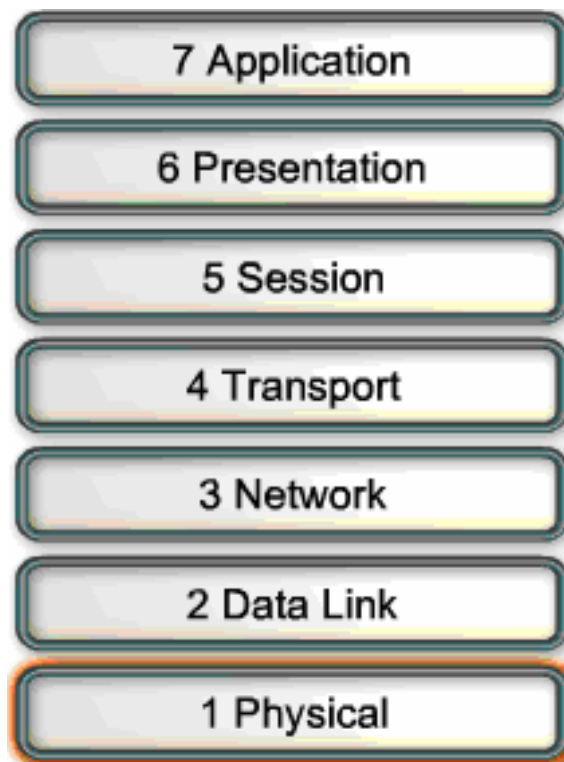 7 Application
6 Presentation
5 Session
4 Transport
3 Network
2 Data Link
1 Physical